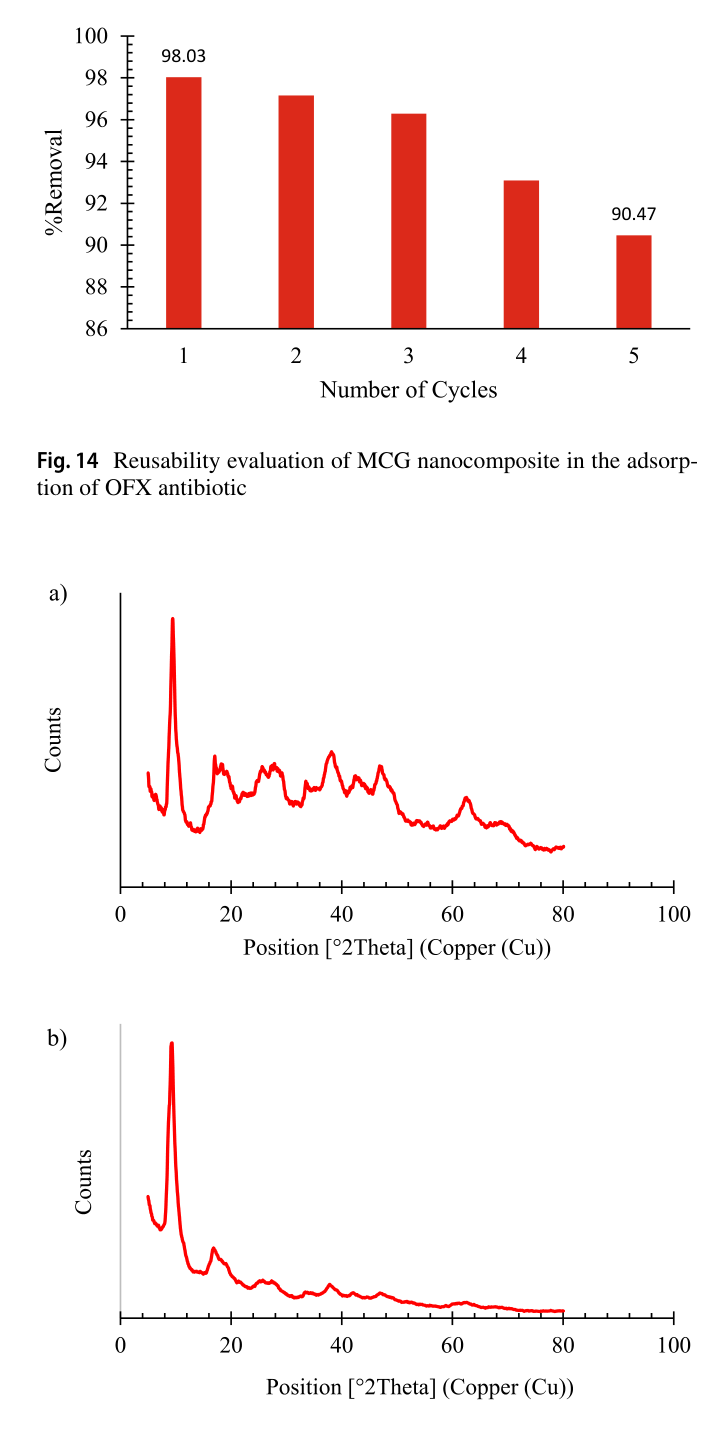 100
98
96
94
92
90
88
86
%Removal
98.03
90.47
1 2 3 4 5
Number of Cycles
Fig. 14 Reusability evaluation of MCG nanocomposite in the adsorp-
tion of OFX antibiotic
a)
Counts
0 20 40 60 80 100
Position [°2Theta] (Copper (Cu))
b)
Counts
0 20 40 60 80 100
Position [°2Theta] (Copper (Cu))